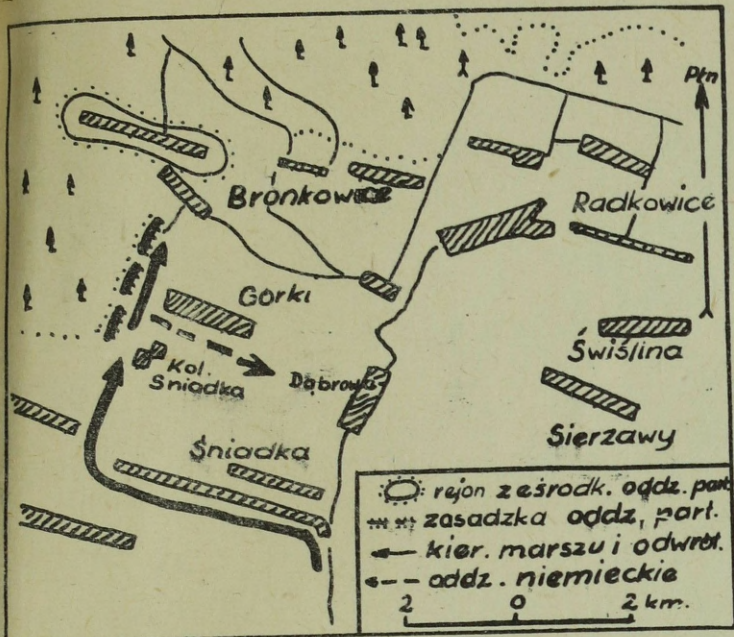 Płn
Bronkowice
Radkowice
Górki
Świślina
Kol.
Sniadka
Dąbrowa
Sierzawy
Śniadka
rejon ześrodk. oddz. part.
zasadzka oddz, part.
kier. marszu i odwrot.
oddz. niemieckie
2 0 2 km.